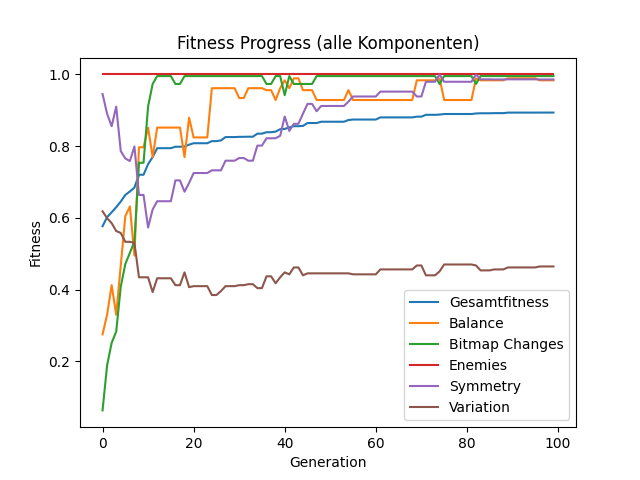 Fitness Progress (alle Komponenten)
Fitness
1.0
0.8
0.6
0.4
0.2
0 20 40 60 80 100
Generation
Gesamtfitness
Balance
Bitmap Changes
Enemies
Symmetry
Variation